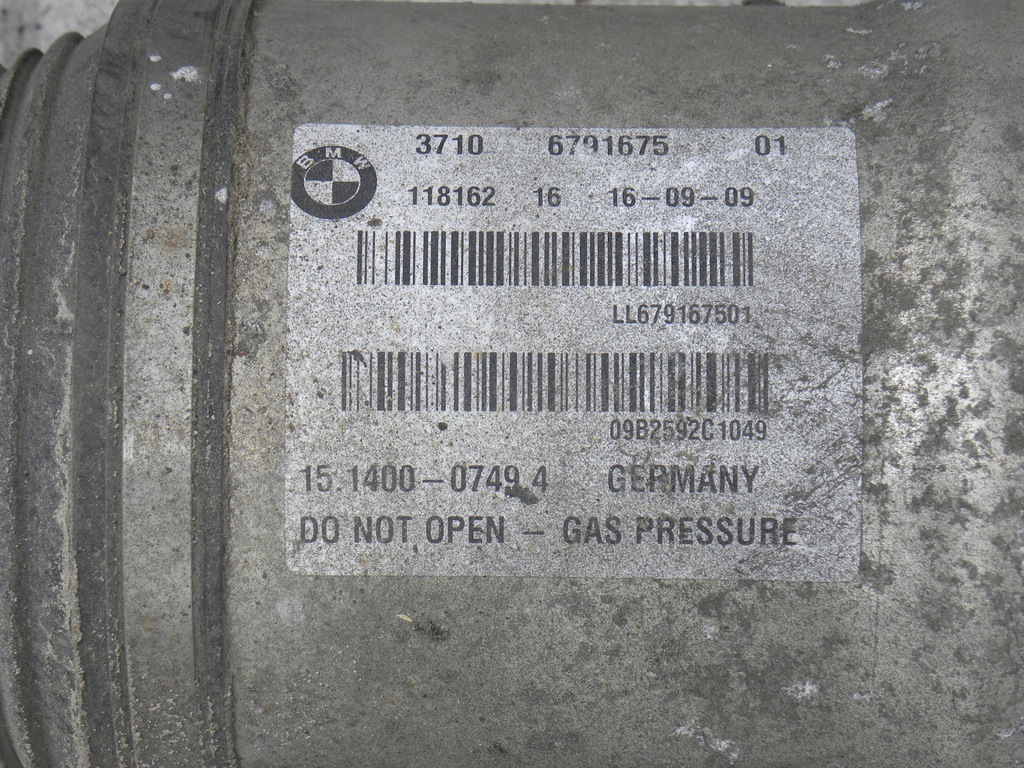 3710 6791675 01
BMW
118162 16 16-09-09
LL679167501
09B2592C1049
15.1400-0749.4 GERMANY
DO NOT OPEN - GAS PRESSURE